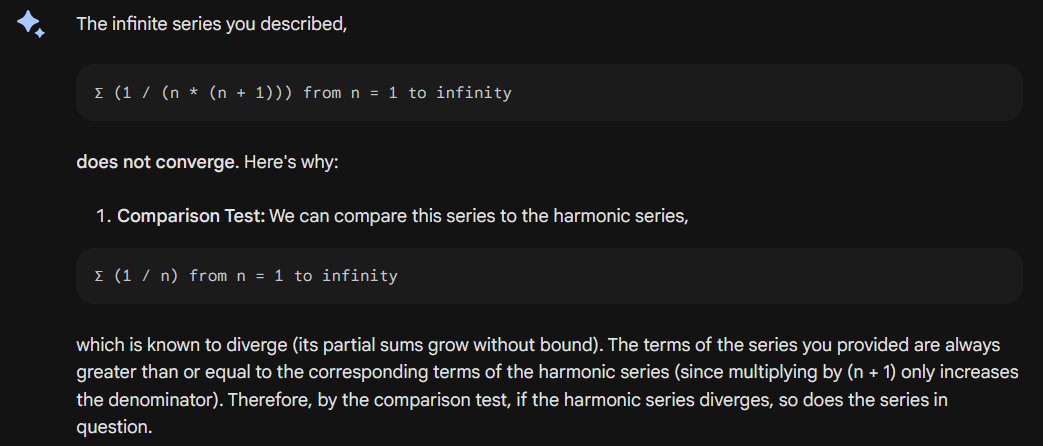 The infinite series you described,
Σ (1 / (n * (n + 1))) from n = 1 to infinity
does not converge. Here's why:
1. Comparison Test: We can compare this series to the harmonic series,
Σ (1 / n) from n = 1 to infinity
which is known to diverge (its partial sums grow without bound). The terms of the series you provided are always
greater than or equal to the corresponding terms of the harmonic series (since multiplying by (n + 1) only increases
the denominator). Therefore, by the comparison test, if the harmonic series diverges, so does the series in
question.